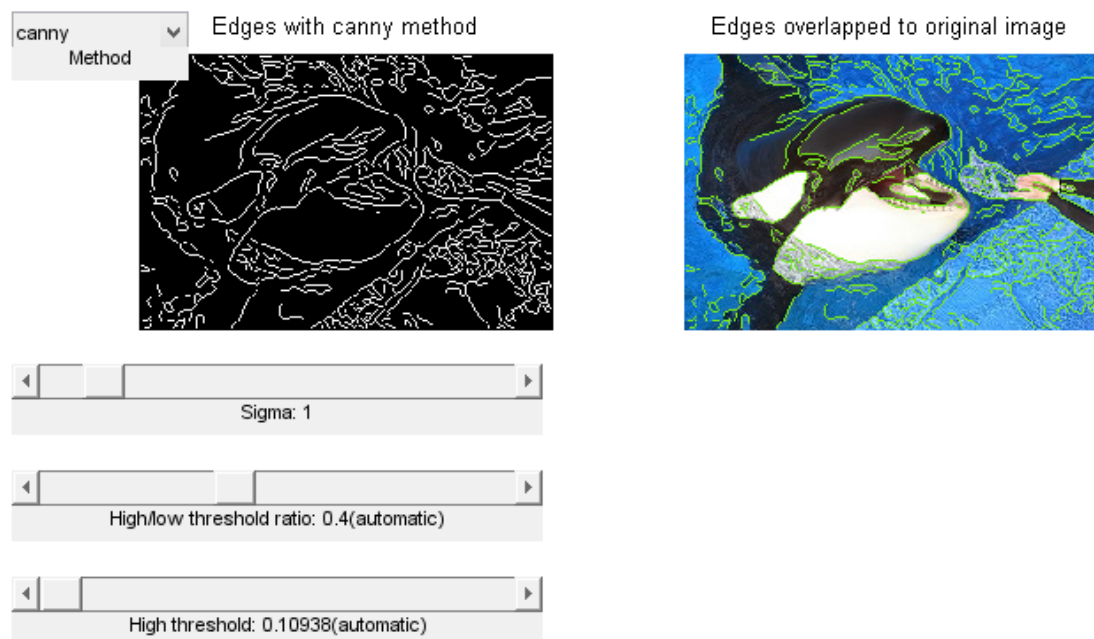 canny
Method
Edges with canny method
Edges overlapped to original image
Sigma: 1
High/low threshold ratio: 0.4(automatic)
High threshold: 0.10938(automatic)